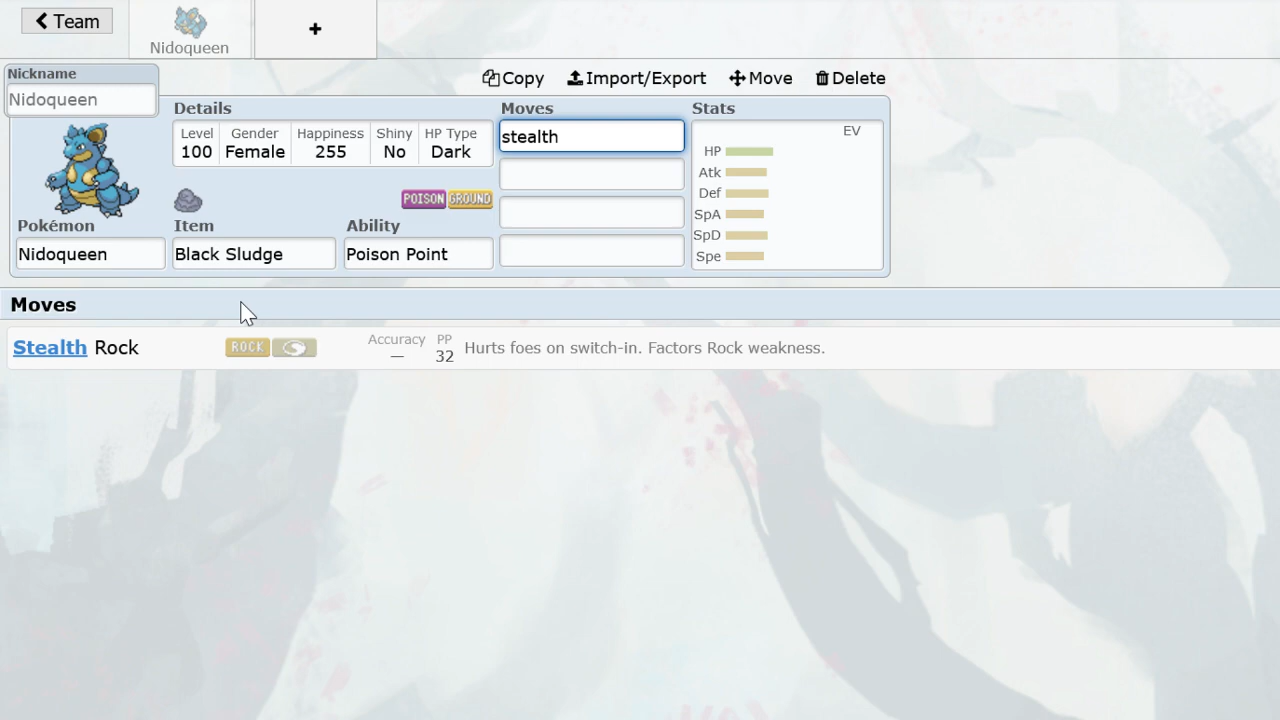 Team
Nidoqueen
+
Nickname
Nidoqueen
Copy
Import/Export
Move
Delete
Details
Level
100
Gender
Female
Happiness
255
Shiny
No
HP Type
Dark
POISON GROUND
Pokémon
Nidoqueen
Item
Black Sludge
Ability
Poison Point
Moves
stealth
Stats
EV
HP
Atk
Def
SpA
SpD
Spe
Moves
Stealth Rock
ROCK
Accuracy
—
PP
32
Hurts foes on switch-in. Factors Rock weakness.